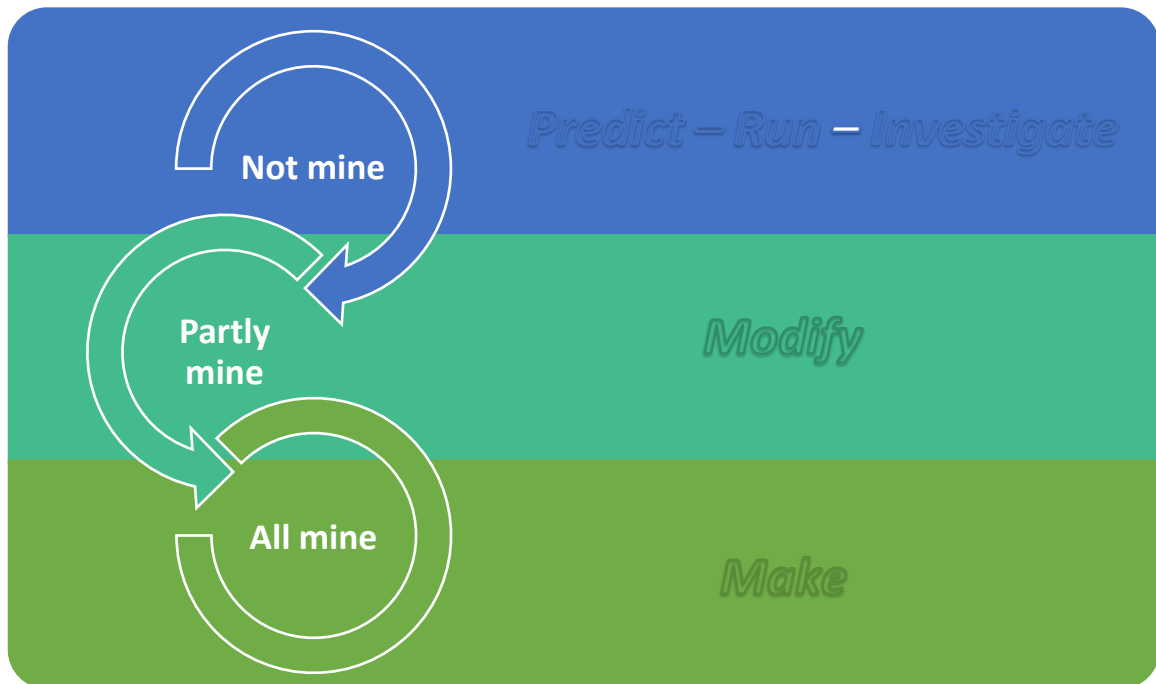 Predict – Run – Investigate
Not mine
Partly
mine
Modify
All mine
Make